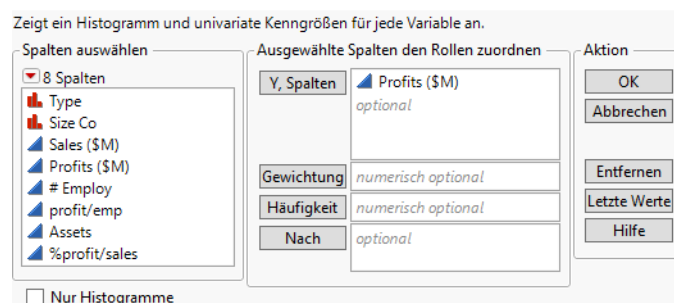 Zeigt ein Histogramm und univariate Kenngrößen für jede Variable an.
Spalten auswählen
8 Spalten
Type
Size Co
Sales ($M)
Profits ($M)
# Employ
profit/emp
Assets
%profit/sales
Nur Histogramme
Ausgewählte Spalten den Rollen zuordnen
Y, Spalten
Profits ($M)
optional
Gewichtung
numerisch optional
Häufigkeit
numerisch optional
Nach
optional
Aktion
OK
Abbrechen
Entfernen
Letzte Werte
Hilfe